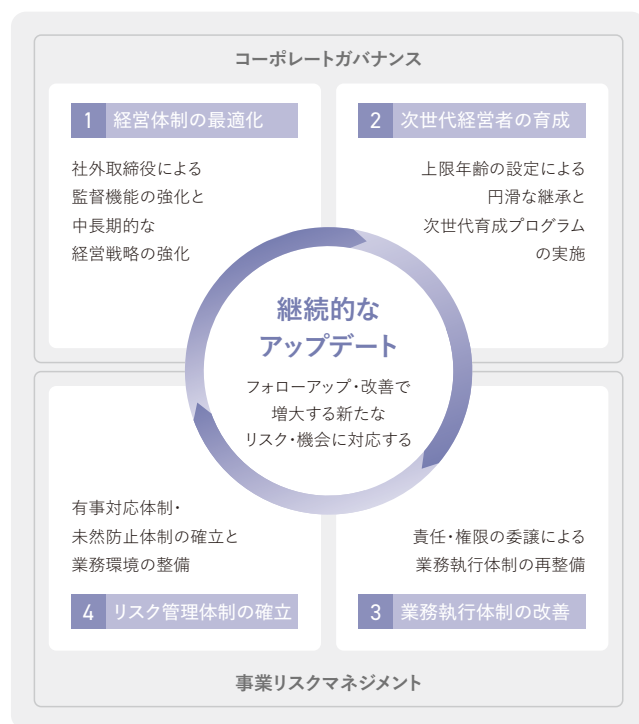 コーポレートガバナンス
1 経営体制の最適化
社外取締役による
監督機能の強化と
中長期的な
経営戦略の強化
2 次世代経営者の育成
上限年齢の設定による
円滑な継承と
次世代育成プログラム
の実施
継続的な
アップデート
フォローアップ・改善で
増大する新たな
リスク・機会に対応する
有事対応体制・
未然防止体制の確立と
業務環境の整備
4 リスク管理体制の確立
責任・権限の委譲による
業務執行体制の再整備
3 業務執行体制の改善
事業リスクマネジメント